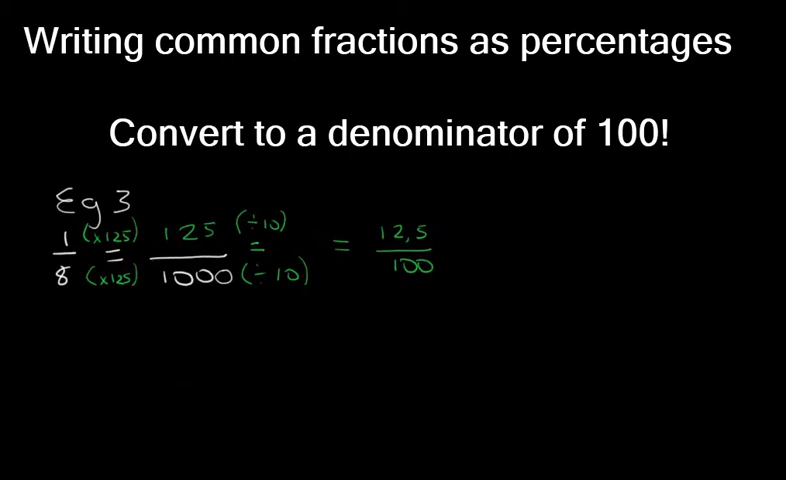 Writing common fractions as percentages
Convert to a denominator of 100!
Eg 3
1 (x125) 125 (÷10) 12,5
= = =
8 (x125) 1000 (÷10) 100